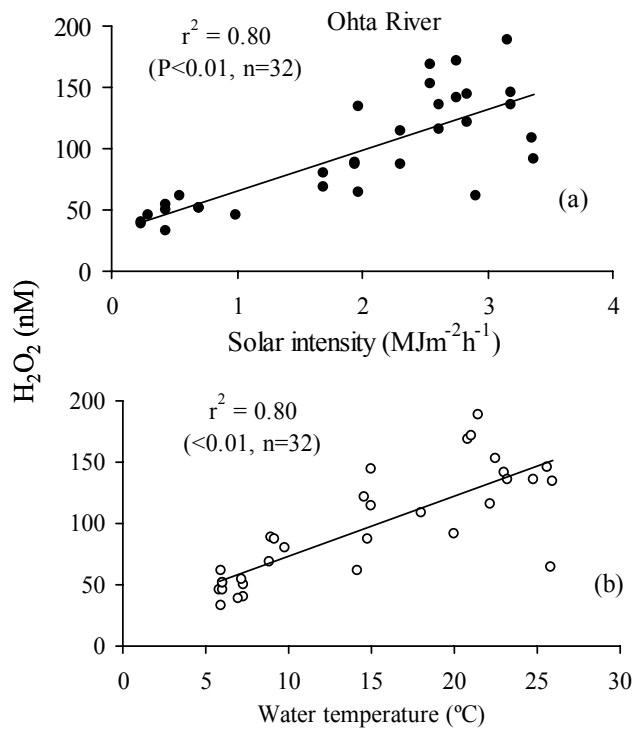 Ohta River
r² = 0.80
(P<0.01, n=32)
200
150
100
50
0
(a)
0 1 2 3 4
Solar intensity (MJm⁻²h⁻¹)
H₂O₂ (nM)
r² = 0.80
(<0.01, n=32)
200
150
100
50
0
(b)
0 5 10 15 20 25 30
Water temperature (ºC)